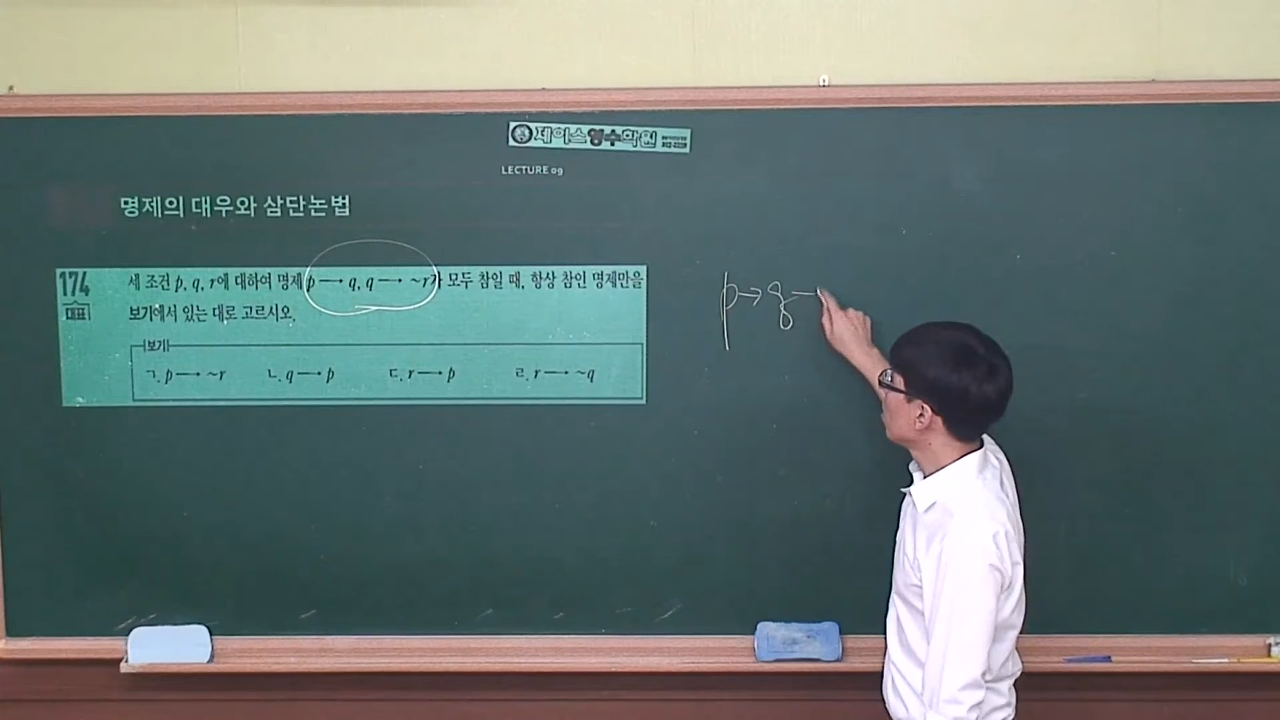 제이스영수학원
LECTURE 09
명제의 대우와 삼단논법
174
대표
세 조건 p, q, r에 대하여 명제 p → q, q → ~r가 모두 참일 때, 항상 참인 명제만을
보기에서 있는 대로 고르시오.
보기
ㄱ. p → ~r ㄴ. q → p ㄷ. r → p ㄹ. r → ~q
p → q →